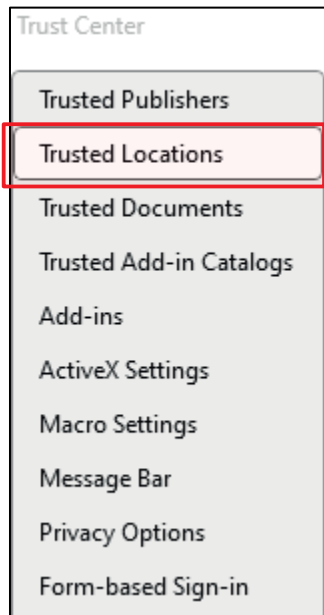 Trust Center
Trusted Publishers
Trusted Locations
Trusted Documents
Trusted Add-in Catalogs
Add-ins
ActiveX Settings
Macro Settings
Message Bar
Privacy Options
Form-based Sign-in